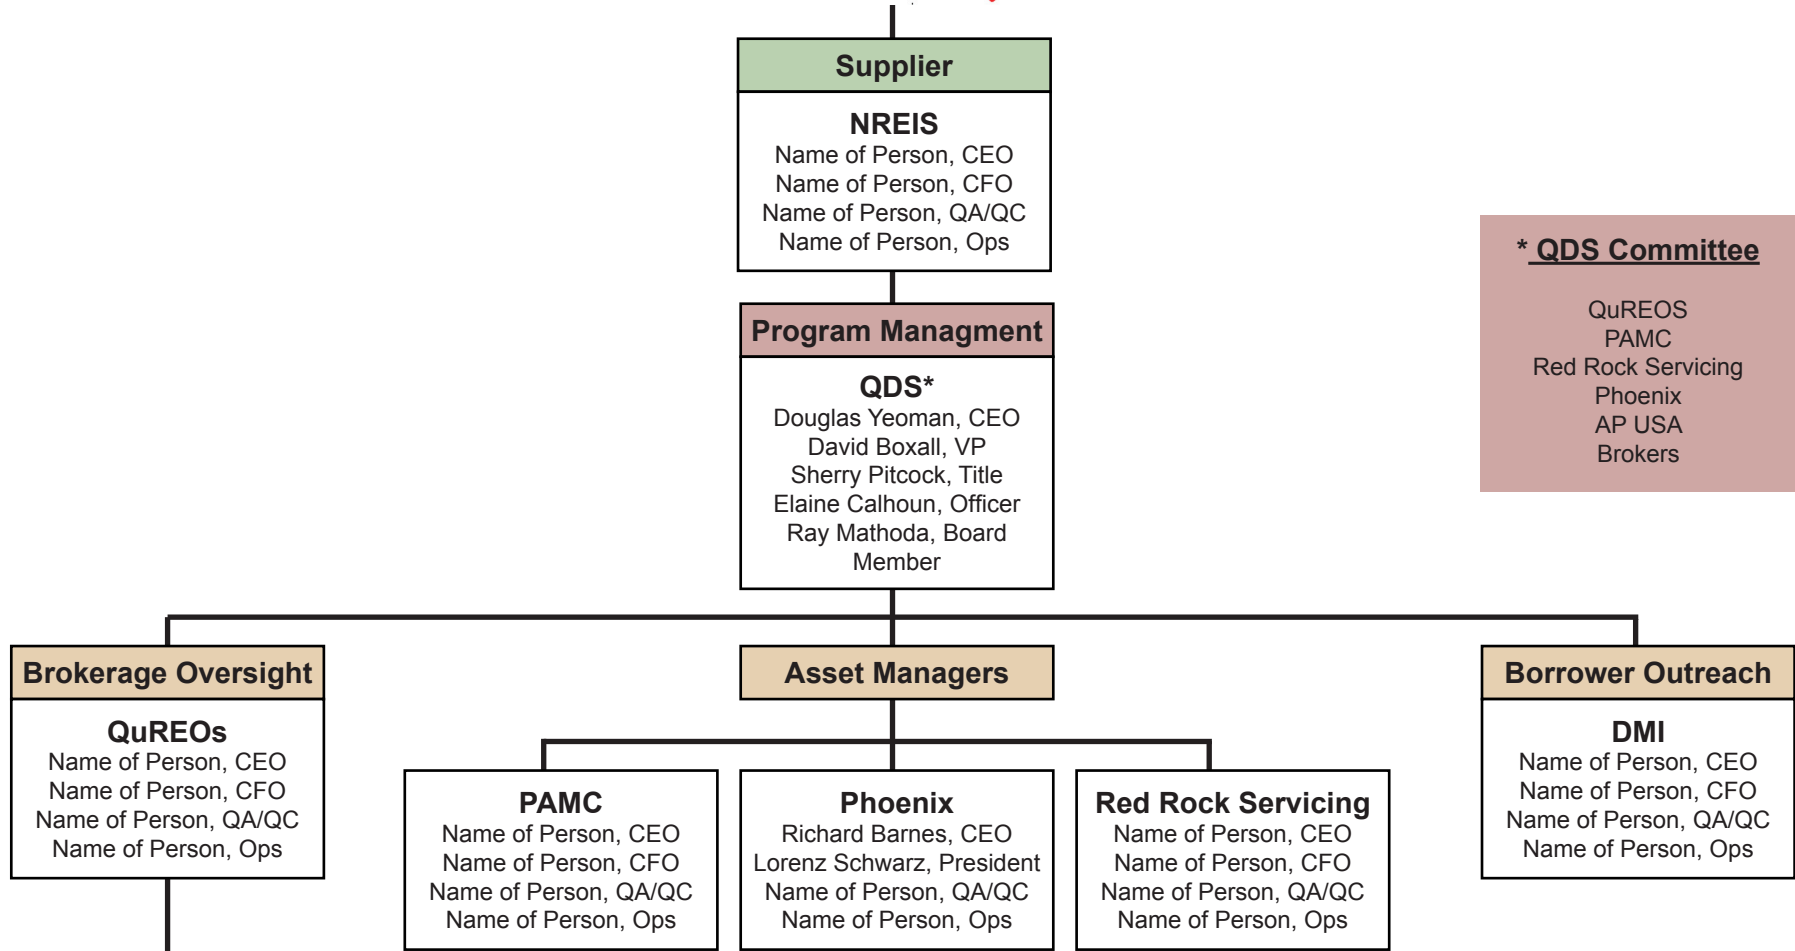 Supplier
NREIS
Name of Person, CEO
Name of Person, CFO
Name of Person, QA/QC
Name of Person, Ops
* QDS Committee
QuREOS
PAMC
Red Rock Servicing
Phoenix
AP USA
Brokers
Program Managment
QDS*
Douglas Yeoman, CEO
David Boxall, VP
Sherry Pitcock, Title
Elaine Calhoun, Officer
Ray Mathoda, Board
Member
Brokerage Oversight
QuREOs
Name of Person, CEO
Name of Person, CFO
Name of Person, QA/QC
Name of Person, Ops
Asset Managers
PAMC
Name of Person, CEO
Name of Person, CFO
Name of Person, QA/QC
Name of Person, Ops
Phoenix
Richard Barnes, CEO
Lorenz Schwarz, President
Name of Person, QA/QC
Name of Person, Ops
Red Rock Servicing
Name of Person, CEO
Name of Person, CFO
Name of Person, QA/QC
Name of Person, Ops
Borrower Outreach
DMI
Name of Person, CEO
Name of Person, CFO
Name of Person, QA/QC
Name of Person, Ops